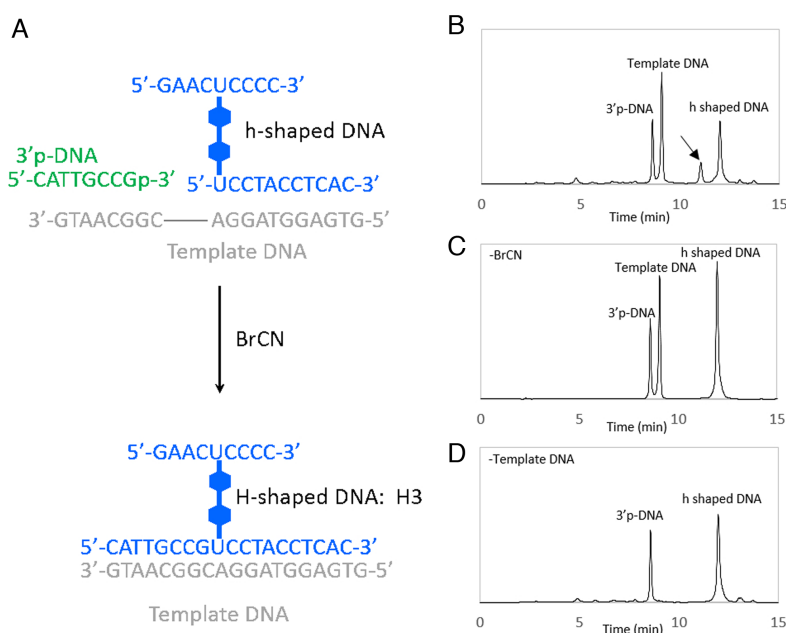 A
5’-GAACUCCCC-3’
h-shaped DNA
3’p-DNA
5’-CATTGCCGp-3’
5’-UCCTACCTCAC-3’
3’-GTAACGGC——AGGATGGAGTG-5’
Template DNA
BrCN
5’-GAACUCCCC-3’
H-shaped DNA: H3
5’-CATTGCCGUCCTACCTCAC-3’
3’-GTAACGGCAGGATGGAGTG-5’
Template DNA
B
Template DNA
3’p-DNA
h shaped DNA
0 5 10 15
Time (min)
C
-BrCN
h shaped DNA
Template DNA
3’p-DNA
0 5 10 15
Time (min)
D
-Template DNA
h shaped DNA
3’p-DNA
0 5 10 15
Time (min)